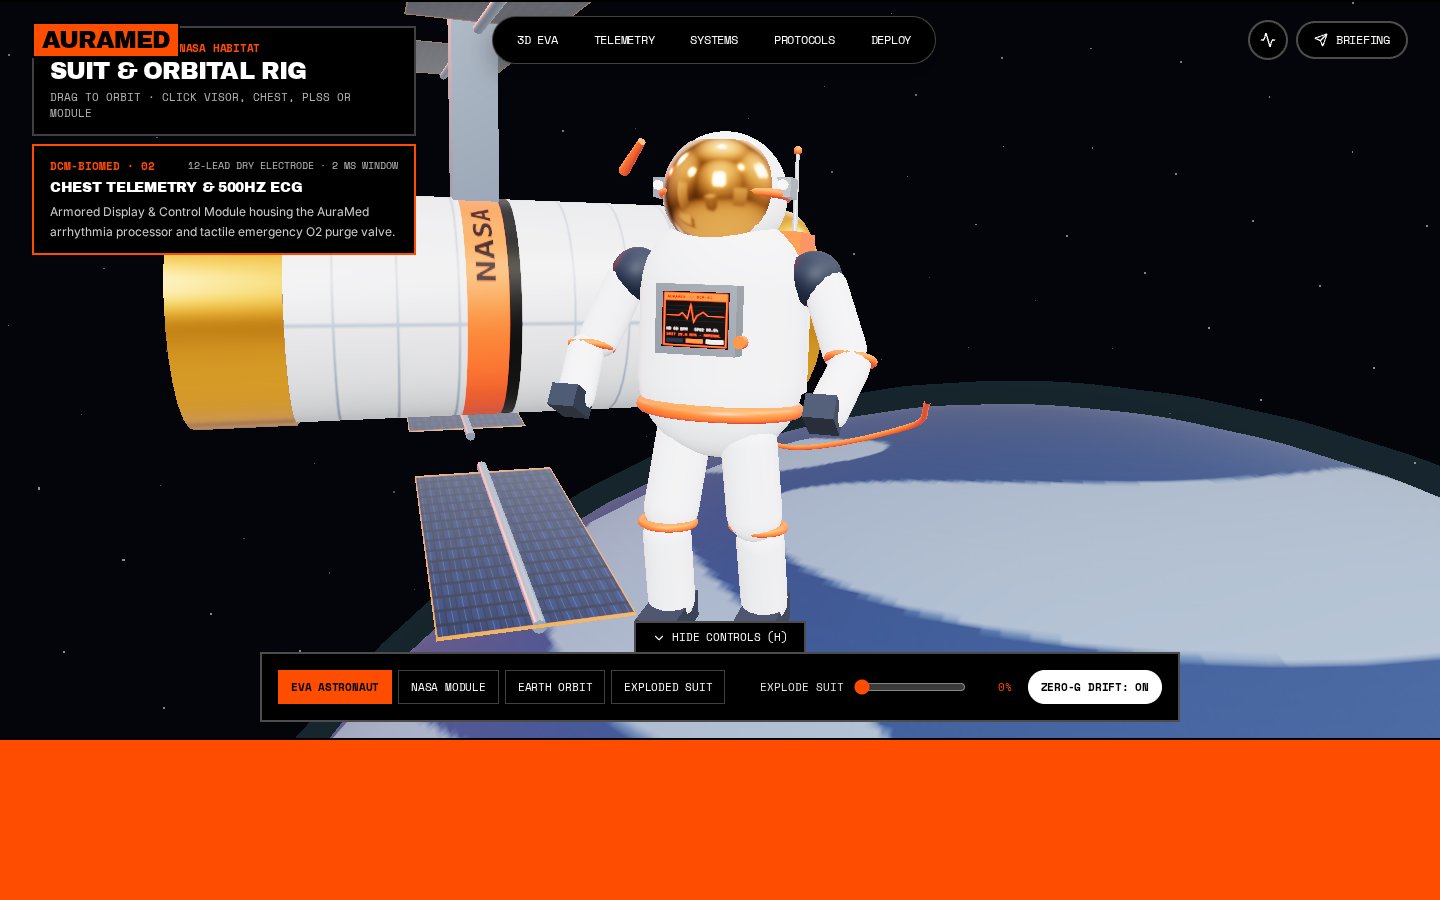 AURAMED
NASA HABITAT
SUIT & ORBITAL RIG
DRAG TO ORBIT · CLICK VISOR, CHEST, PLSS OR
MODULE
3D EVA
TELEMETRY
SYSTEMS
PROTOCOLS
DEPLOY
BRIEFING
DCM-BIOMED · 02
12-LEAD DRY ELECTRODE · 2 MS WINDOW
CHEST TELEMETRY & 500HZ ECG
Armored Display & Control Module housing the AuraMed
arrhythmia processor and tactile emergency O2 purge valve.
NASA
HIDE CONTROLS (H)
EVA ASTRONAUT
NASA MODULE
EARTH ORBIT
EXPLODED SUIT
EXPLODE SUIT
0%
ZERO-G DRIFT: ON